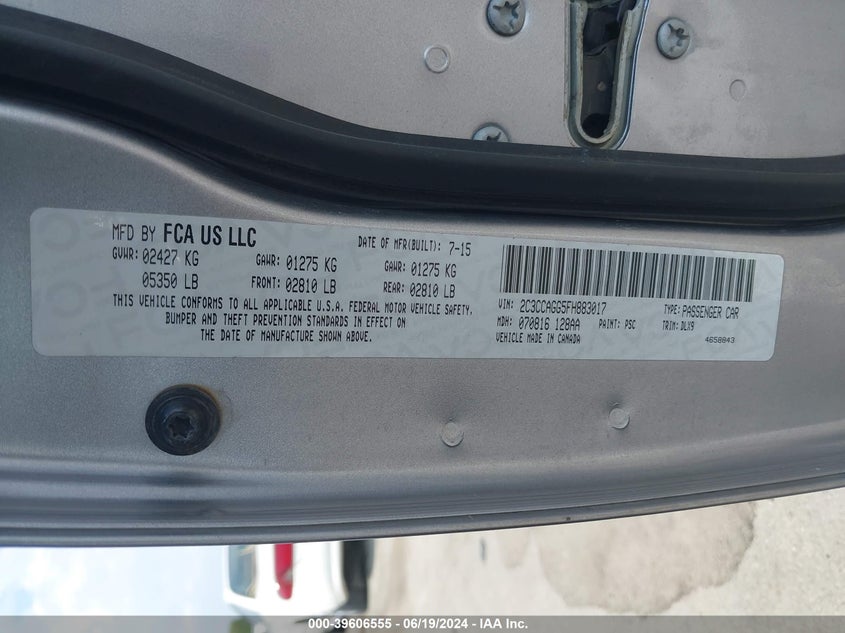 MFD BY FCA US LLC
DATE OF MFR(BUILT): 7-15
GVWR: 02427 KG GAWR: 01275 KG GAWR: 01275 KG
05350 LB FRONT: 02810 LB REAR: 02810 LB
THIS VEHICLE CONFORMS TO ALL APPLICABLE U.S.A. FEDERAL MOTOR VEHICLE SAFETY,
BUMPER AND THEFT PREVENTION STANDARDS IN EFFECT ON
THE DATE OF MANUFACTURE SHOWN ABOVE.
VIN: 2C3CCAGG5FH883017 TYPE: PASSENGER CAR
MDH: 070816 128AA PAINT: PSC TRIM: DLX9
VEHICLE MADE IN CANADA 4658843
000-39606555 - 06/19/2024 - IAA Inc.